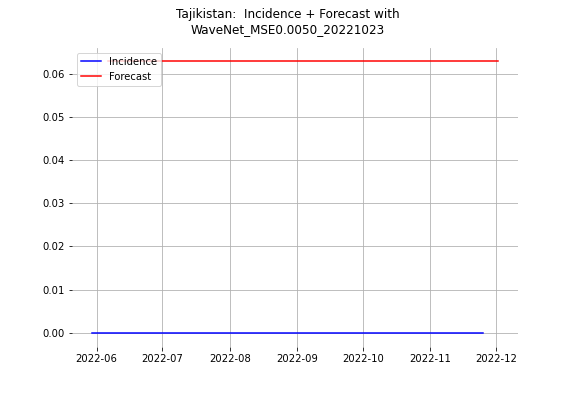 Tajikistan:  Incidence + Forecast with
WaveNet_MSE0.0050_20221023
Incidence
Forecast
0.06
0.05
0.04
0.03
0.02
0.01
0.00
2022-06 2022-07 2022-08 2022-09 2022-10 2022-11 2022-12